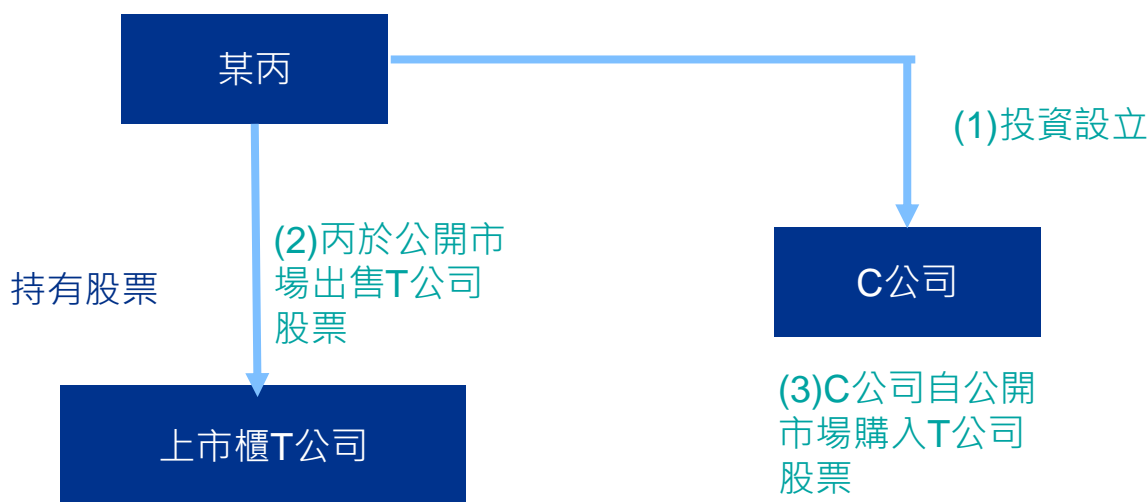 某丙
(1)投資設立
(2)丙於公開市
場出售T公司
股票
持有股票
C公司
(3)C公司自公開
市場購入T公司
股票
上市櫃T公司